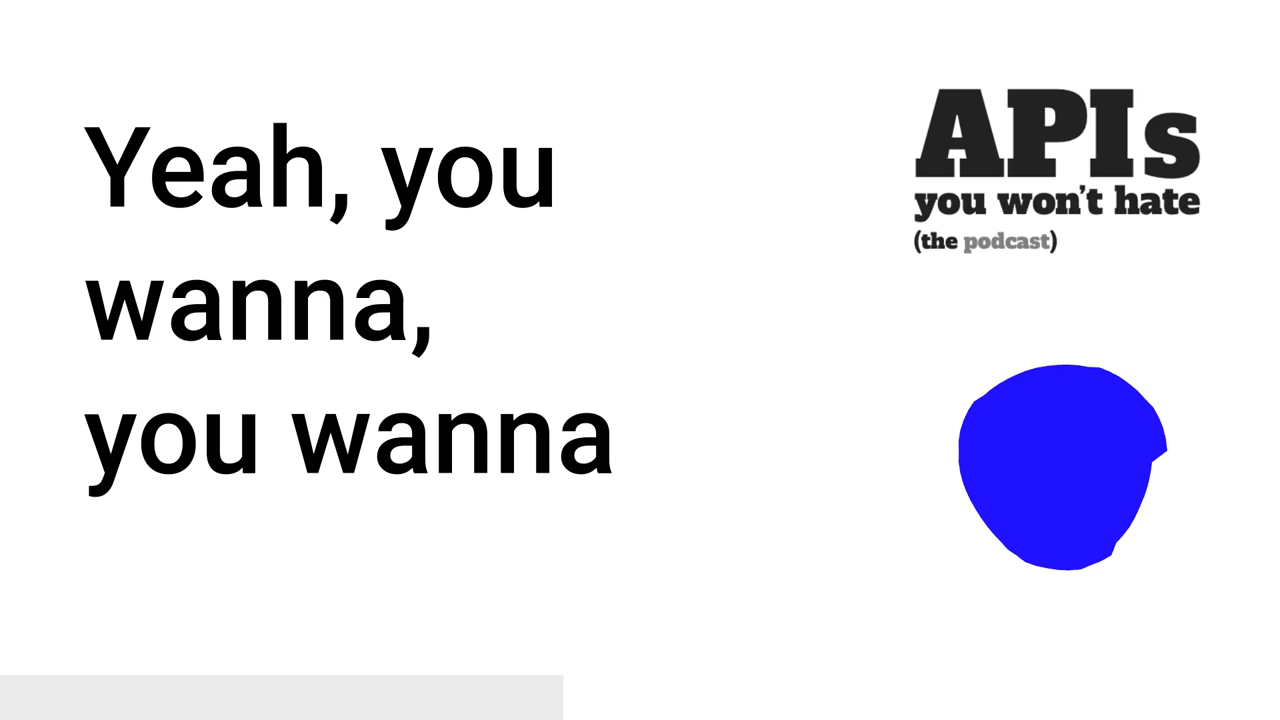 Yeah, you
wanna,
you wanna
APIs
you won't hate
(the podcast)